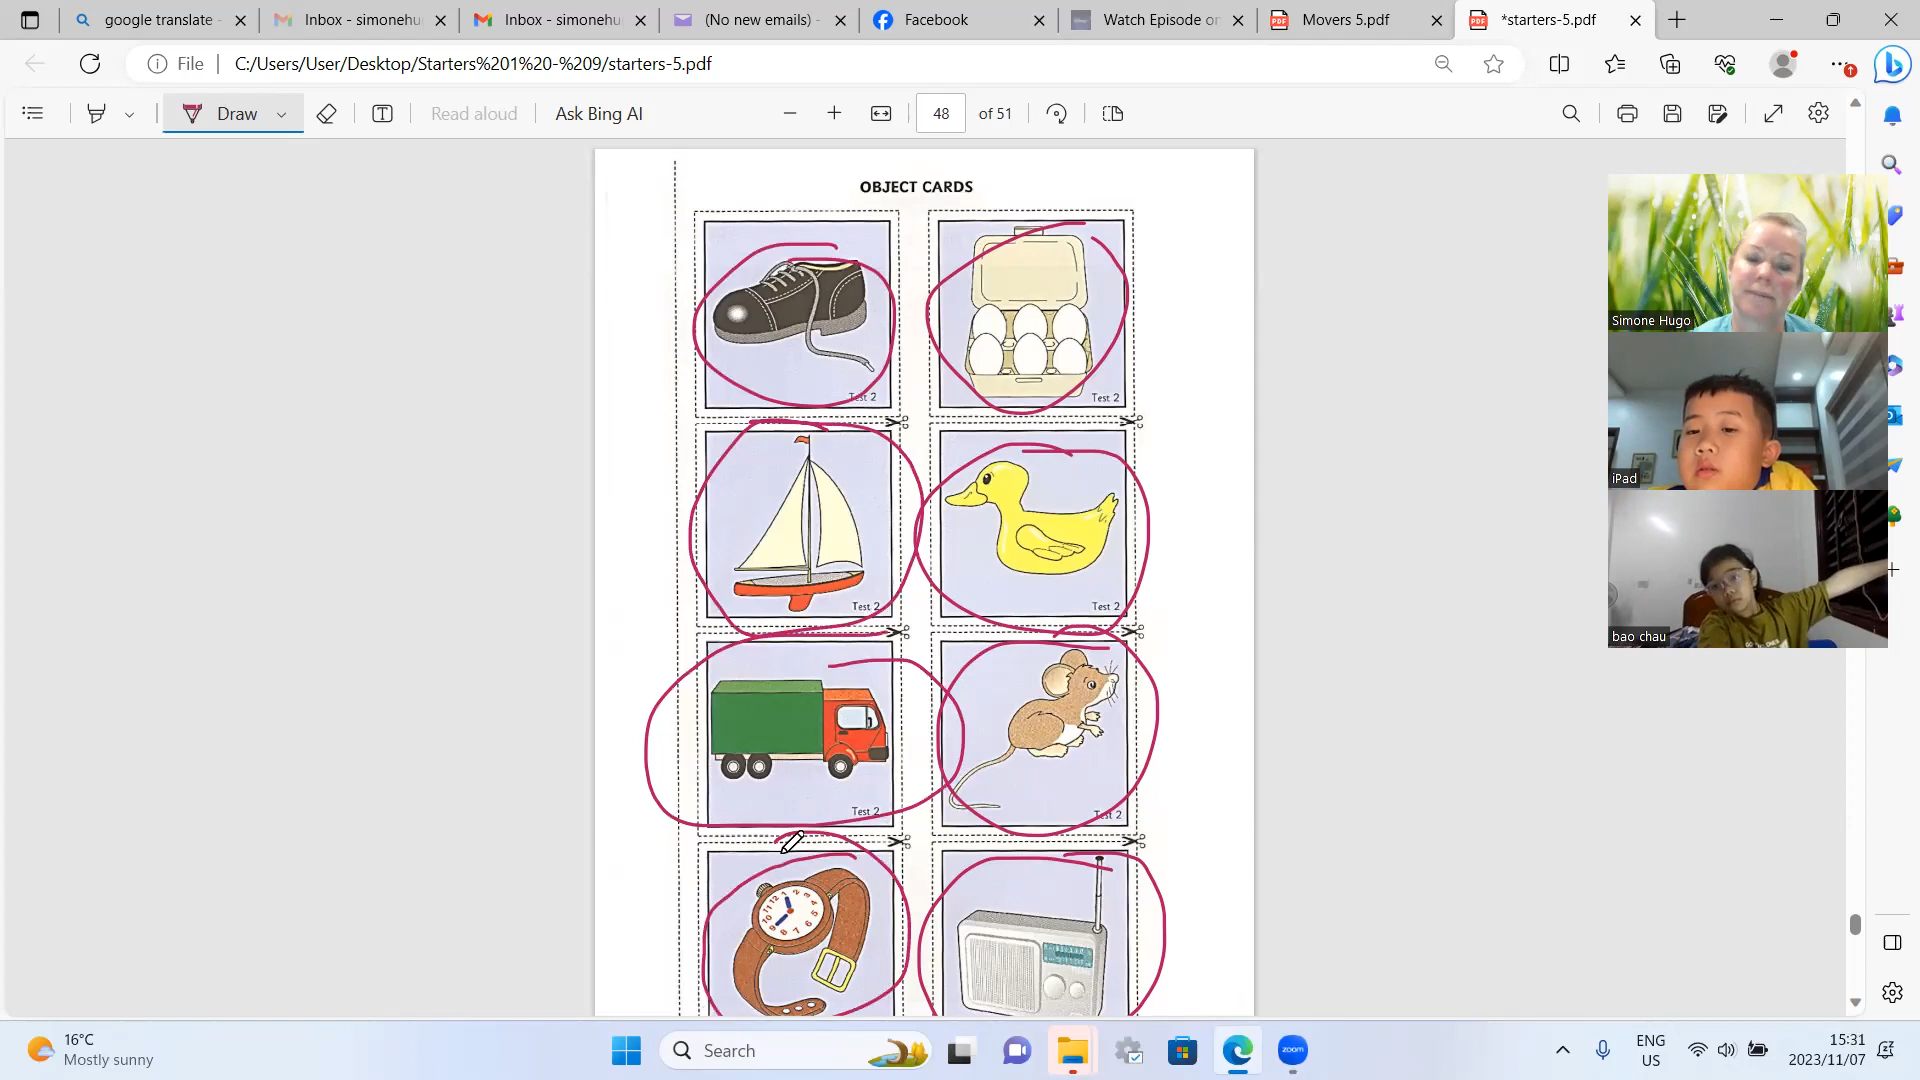 google translate -
Inbox - simonehu
Inbox - simonehu
(No new emails) -
Facebook
Watch Episode on
Movers 5.pdf
*starters-5.pdf
File
C:/Users/User/Desktop/Starters%201%20-%209/starters-5.pdf
Draw
Read aloud
Ask Bing AI
48
of 51
OBJECT CARDS
Test 2
Test 2
Test 2
Test 2
Test 2
Test 2
Simone Hugo
iPad
bao chau
16°C
Mostly sunny
Search
zoom
ENG
US
15:31
2023/11/07